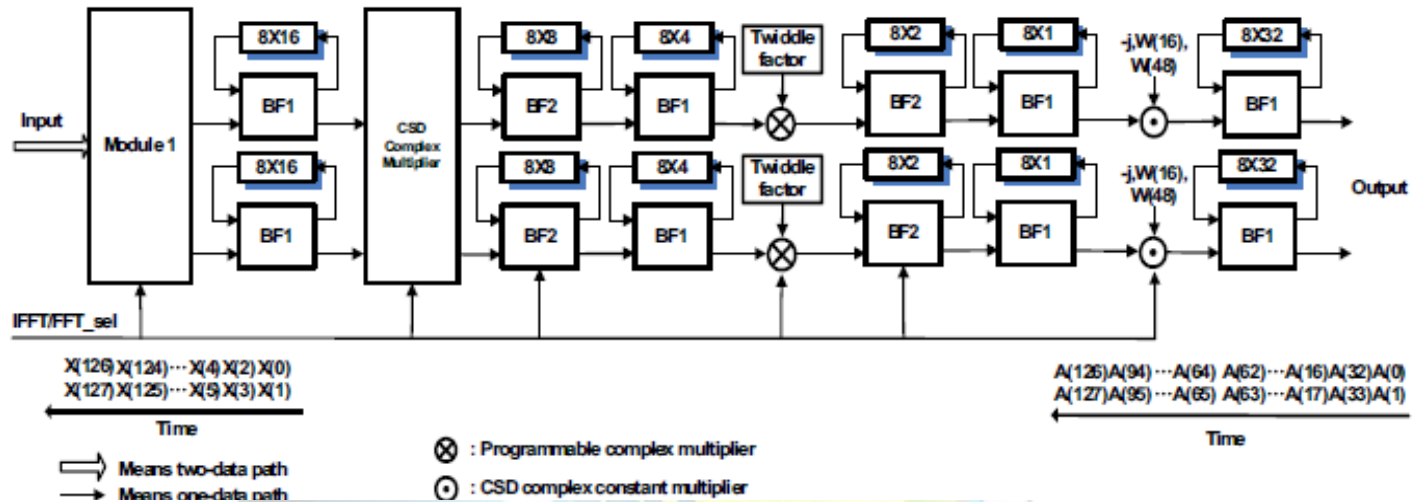 8X16 8X8 8X4 Twiddle factor 8X2 8X1 -j,W(16), W(48) 8X32
Input Module 1 BF1 CSD Complex Multiplier BF2 BF1 BF2 BF1 BF1
8X16 8X8 8X4 Twiddle factor 8X2 8X1 -j,W(16), W(48) 8X32 Output
BF1 BF2 BF1 BF2 BF1 BF1
IFFT/FFT_sel
X(126)X(124)···X(4)X(2)X(0)
X(127)X(125)···X(5)X(3)X(1)
Time
A(126)A(94)···A(64) A(62)···A(16)A(32)A(0)
A(127)A(95)···A(65) A(63)···A(17)A(33)A(1)
Time
: Programmable complex multiplier
Means two-data path
Means one-data path
: CSD complex constant multiplier